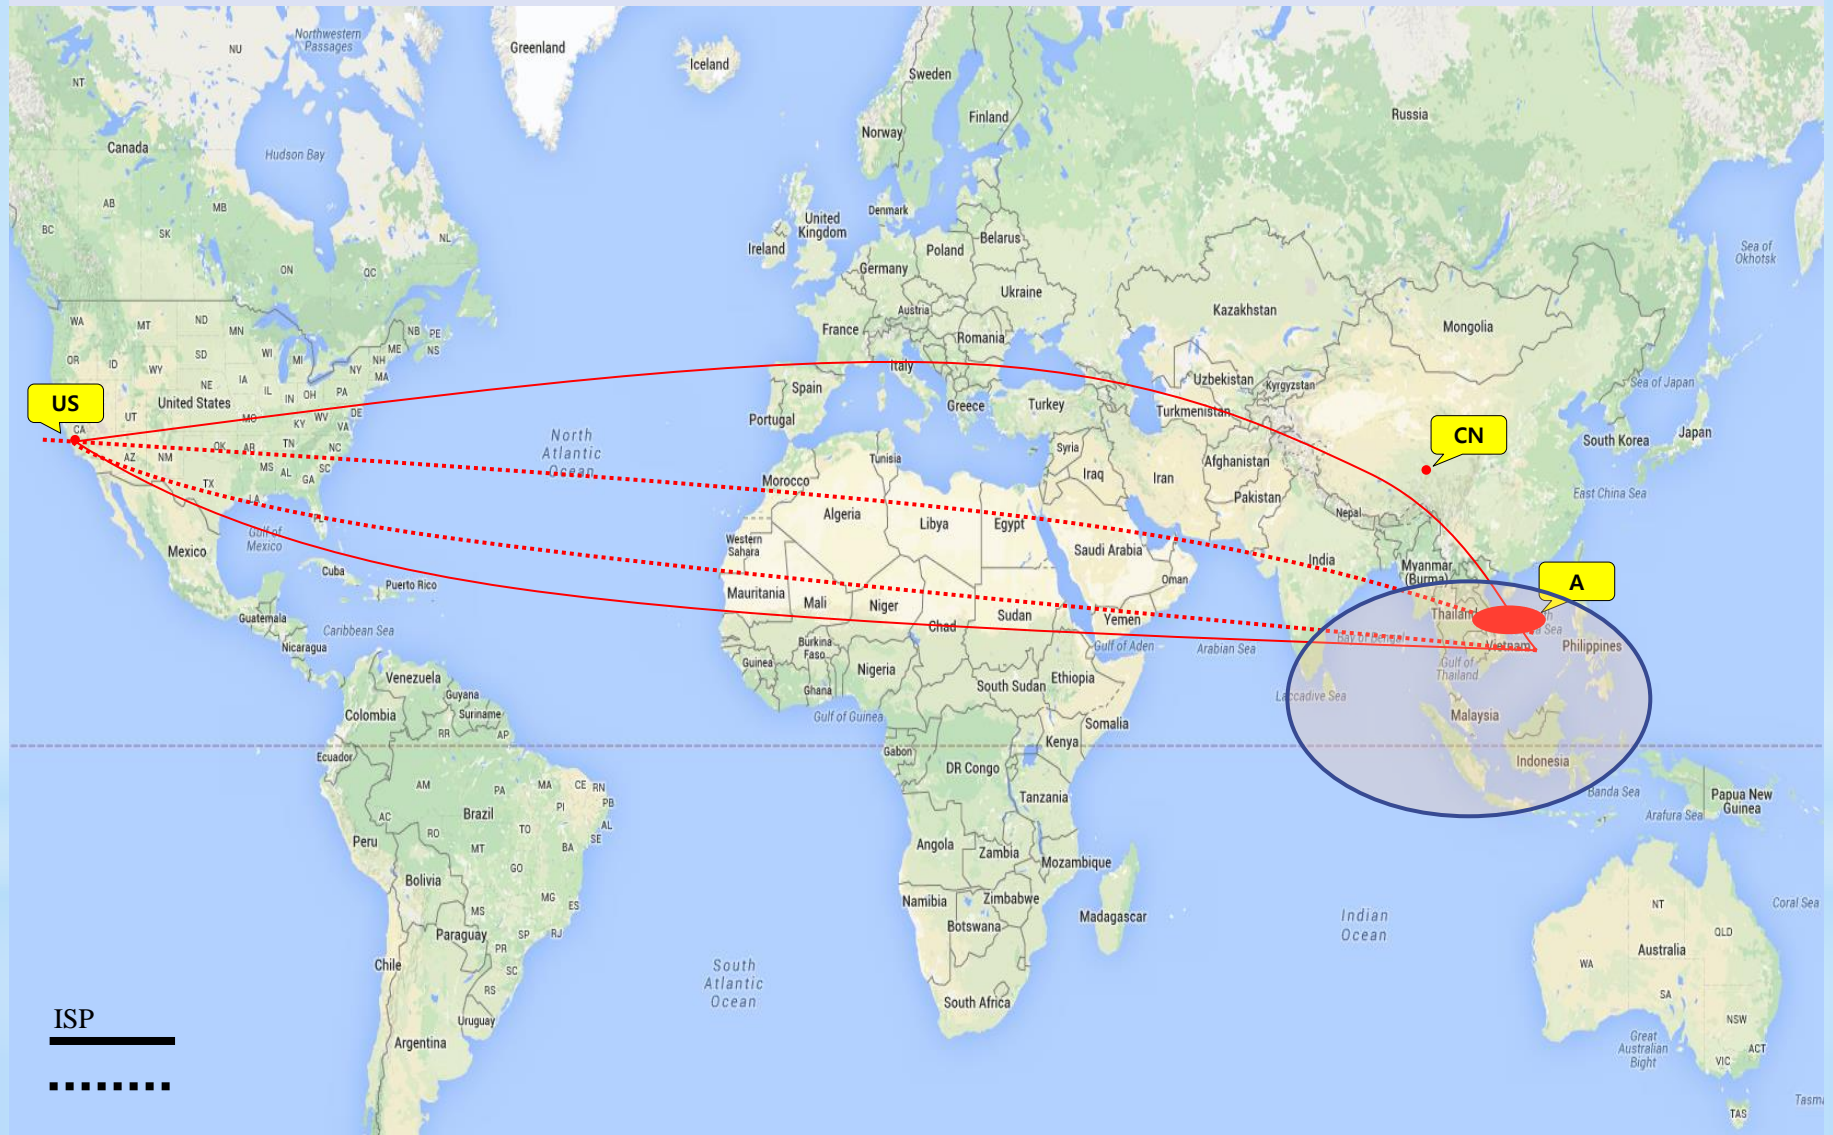 Northwestern
Passages
NU
Greenland
Iceland
NT
Sweden
Finland
Norway
Russia
Canada
Hudson Bay
AB
MB
SK
BC
NL
ON
QC
Denmark
United
Kingdom
Ireland
Poland
Belarus
Germany
Ukraine
Austria
France
Romania
Italy
Kazakhstan
Mongolia
Sea of
Okhotsk
WA
MT
ND
MN
NB
PE
NS
ME
OR
ID
WY
SD
WI
MI
NH
NY
MA
NE
IA
IL
IN
OH
PA
US
CA
UT
United States
MO
KY
WV
VA
DE
Spain
Portugal
Greece
Turkey
Uzbekistan
Kyrgyzstan
Turkmenistan
Sea of Japan
CN
South Korea
Japan
AZ
NM
OK
AR
TN
NC
MS
AL
GA
SC
TX
LA
FL
North
Atlantic
Ocean
Tunisia
Morocco
Syria
Iraq
Iran
Afghanistan
Pakistan
Nepal
East China Sea
Algeria
Libya
Egypt
Western
Sahara
Saudi Arabia
India
Myanmar
(Burma)
Oman
Mexico
Gulf of
Mexico
Cuba
Puerto Rico
Mauritania
Mali
Niger
Chad
Sudan
Yemen
A
Thailand
th
a Sea
Guatemala
Caribbean Sea
Nicaragua
Burkina
Faso
Guinea
Nigeria
Ghana
Gulf of Aden
Arabian Sea
Bay of Bengal
Vietnam
Philippines
Gulf of
Thailand
Laccadive Sea
Venezuela
Guyana
Suriname
Colombia
South Sudan
Ethiopia
Somalia
Gulf of Guinea
Malaysia
RR
AP
Ecuador
Gabon
Kenya
DR Congo
Indonesia
AM
PA
MA
CE
RN
PB
PI
AC
Brazil
TO
AL
SE
BA
RO
MT
Peru
Tanzania
Banda Sea
Arafura Sea
Papua New
Guinea
Angola
Zambia
Mozambique
Bolivia
GO
MG
ES
MS
Namibia
Zimbabwe
Botswana
Madagascar
Indian
Ocean
NT
Coral Sea
QLD
Australia
WA
SA
NSW
ACT
VIC
Paraguay
SP
RJ
PR
SC
RS
Chile
South
Atlantic
Ocean
South Africa
Uruguay
Argentina
Great
Australian
Bight
TAS
Tasma
ISP